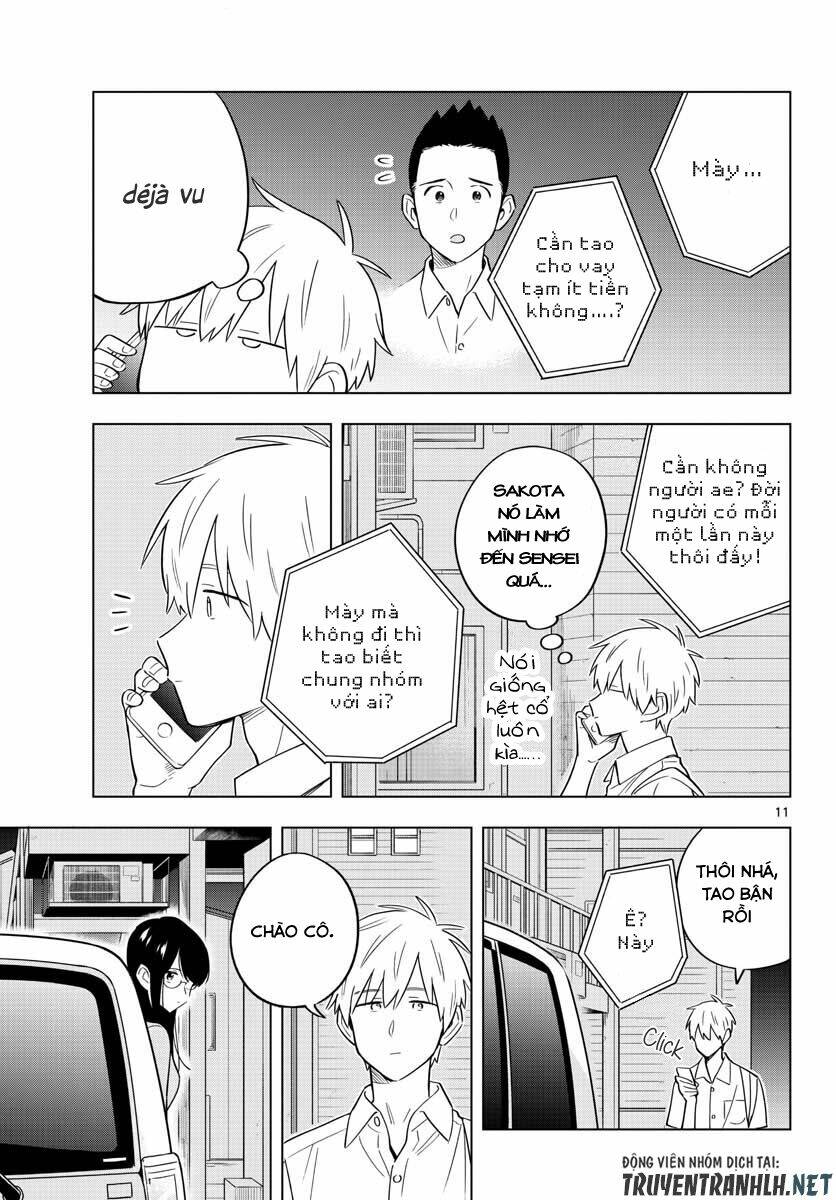 Mày...
Cần tao
cho vay
tạm ít tiền
không....?
déjà vu
Cần không
người ae? Đời
người có mỗi
một lần này
thôi đấy!
SAKOTA
NÓ LÀM
MÌNH NHỚ
ĐẾN SENSEI
QUÁ...
Nói
giống
hệt cổ
luôn
kìa......
Mày mà
không đi thì
tao biết
chung nhóm
với ai?
11
THÔI NHÁ,
TAO BẬN
RỒI
Ê?
Này
Click
CHÀO CÔ.
ĐỘNG VIÊN NHÓM DỊCH TẠI:
TRUYENTRANHLH.NET